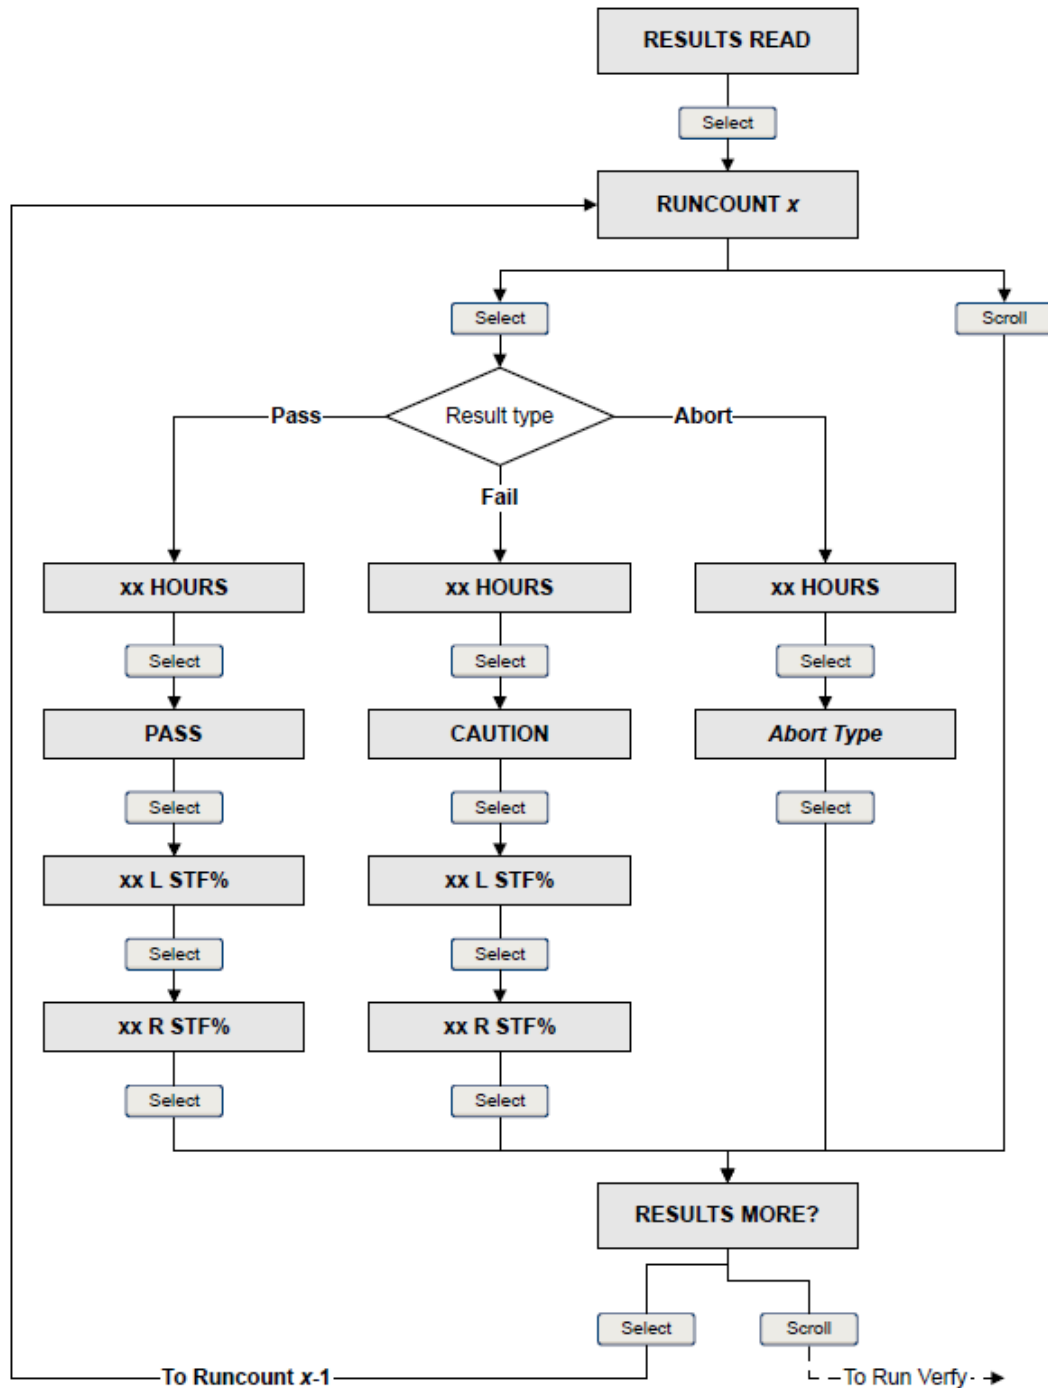 RESULTS READ
Select
RUNCOUNT x
Select
Scroll
Pass
Result type
Abort
Fail
xx HOURS
xx HOURS
xx HOURS
Select
Select
Select
PASS
CAUTION
Abort Type
Select
Select
Select
xx L STF%
xx L STF%
Select
Select
xx R STF%
xx R STF%
Select
Select
RESULTS MORE?
Select
Scroll
To Runcount x-1
To Run Verfy